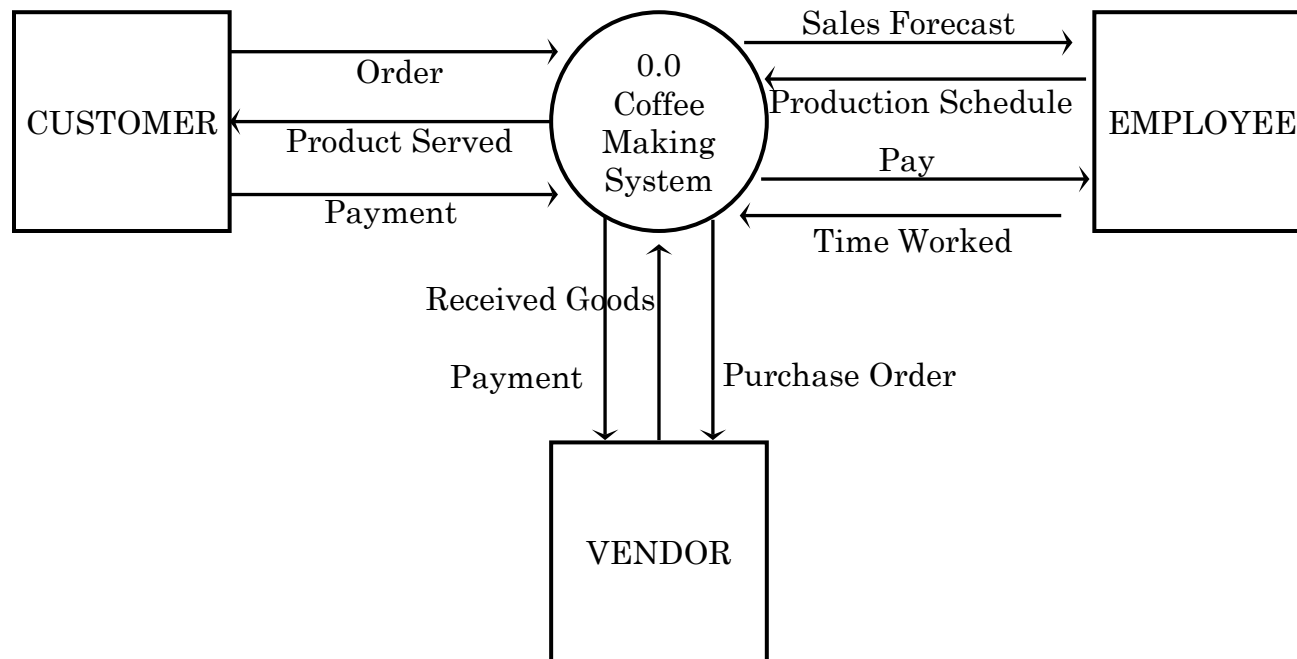 Sales Forecast
Order
0.0
Coffee
Making
System
Production Schedule
CUSTOMER
EMPLOYEE
Product Served
Pay
Payment
Time Worked
Received Goods
Payment
Purchase Order
VENDOR